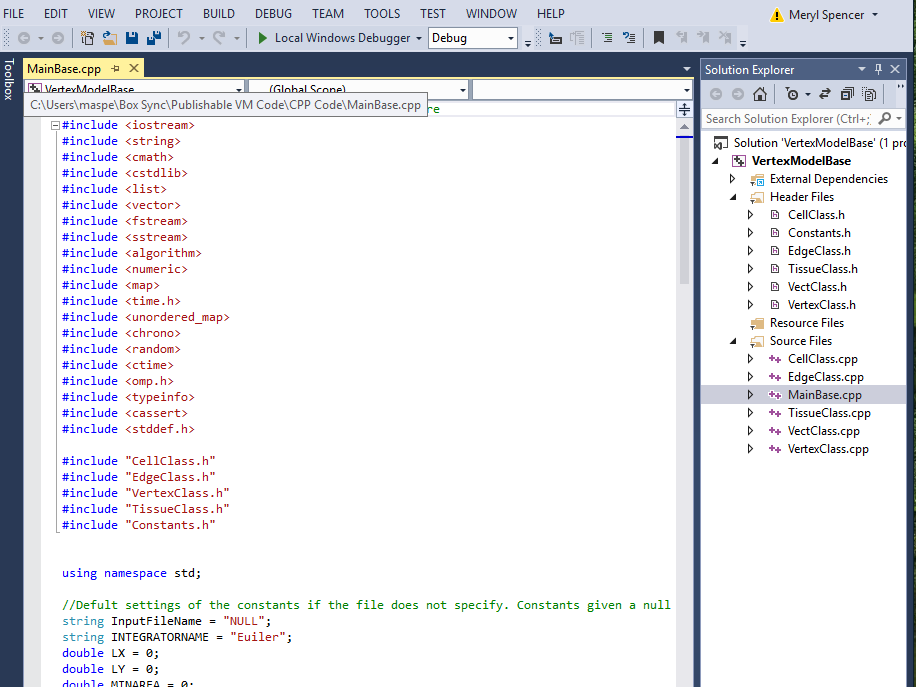 FILE EDIT VIEW PROJECT BUILD DEBUG TEAM TOOLS TEST WINDOW HELP Meryl Spencer
Local Windows Debugger Debug
Toolbox
MainBase.cpp
VertexModelBase (Global Scope)
C:\Users\maspe\Box Sync\Publishable VM Code\CPP Code\MainBase.cpp
#include <iostream>
#include <string>
#include <cmath>
#include <cstdlib>
#include <list>
#include <vector>
#include <fstream>
#include <sstream>
#include <algorithm>
#include <numeric>
#include <map>
#include <time.h>
#include <unordered_map>
#include <chrono>
#include <random>
#include <ctime>
#include <omp.h>
#include <typeinfo>
#include <cassert>
#include <stddef.h>
#include "CellClass.h"
#include "EdgeClass.h"
#include "VertexClass.h"
#include "TissueClass.h"
#include "Constants.h"
using namespace std;
//Defult settings of the constants if the file does not specify. Constants given a null
string InputFileName = "NULL";
string INTEGRATORNAME = "Euiler";
double LX = 0;
double LY = 0;
double MINAREA = 0;
Solution Explorer
Search Solution Explorer (Ctrl+;
Solution 'VertexModelBase' (1 pro
VertexModelBase
External Dependencies
Header Files
CellClass.h
Constants.h
EdgeClass.h
TissueClass.h
VectClass.h
VertexClass.h
Resource Files
Source Files
CellClass.cpp
EdgeClass.cpp
MainBase.cpp
TissueClass.cpp
VectClass.cpp
VertexClass.cpp